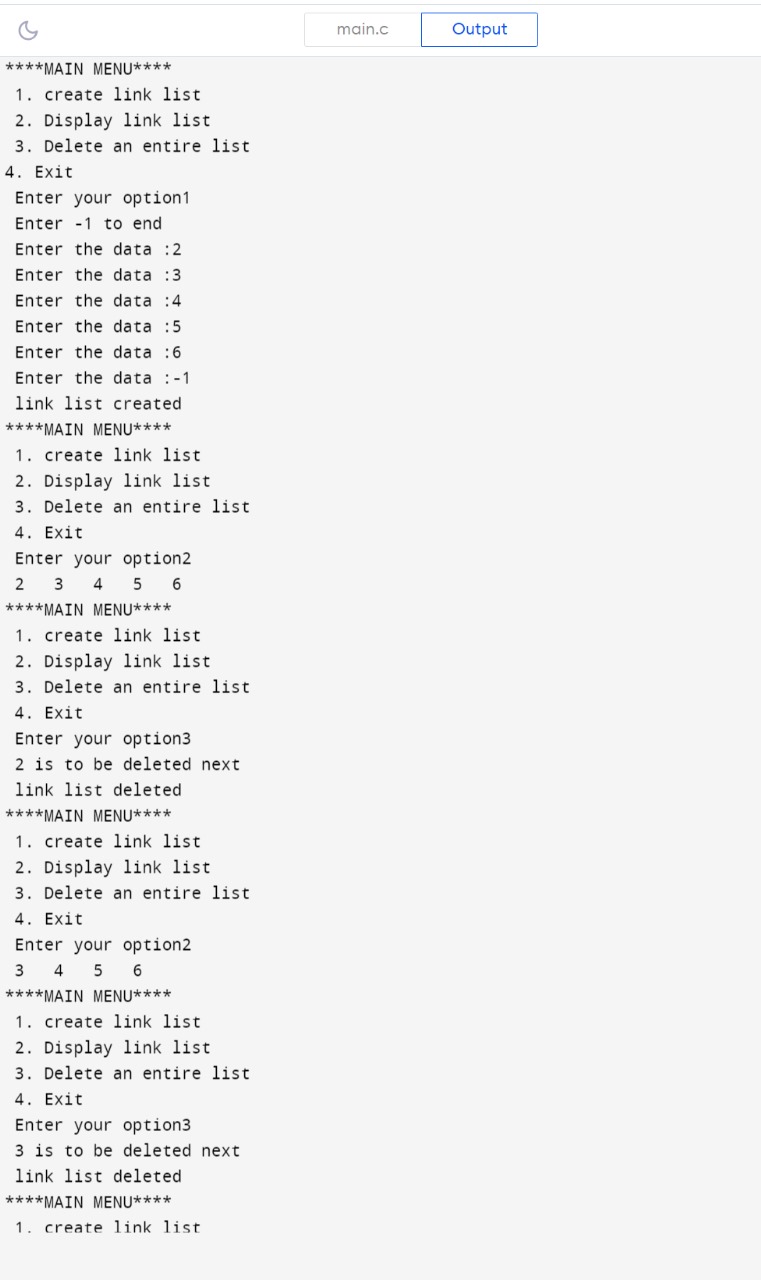 main.c Output
****MAIN MENU****
1. create link list
2. Display link list
3. Delete an entire list
4. Exit
Enter your option1
Enter -1 to end
Enter the data :2
Enter the data :3
Enter the data :4
Enter the data :5
Enter the data :6
Enter the data :-1
link list created
****MAIN MENU****
1. create link list
2. Display link list
3. Delete an entire list
4. Exit
Enter your option2
2 3 4 5 6
****MAIN MENU****
1. create link list
2. Display link list
3. Delete an entire list
4. Exit
Enter your option3
2 is to be deleted next
link list deleted
****MAIN MENU****
1. create link list
2. Display link list
3. Delete an entire list
4. Exit
Enter your option2
3 4 5 6
****MAIN MENU****
1. create link list
2. Display link list
3. Delete an entire list
4. Exit
Enter your option3
3 is to be deleted next
link list deleted
****MAIN MENU****
1. create link list